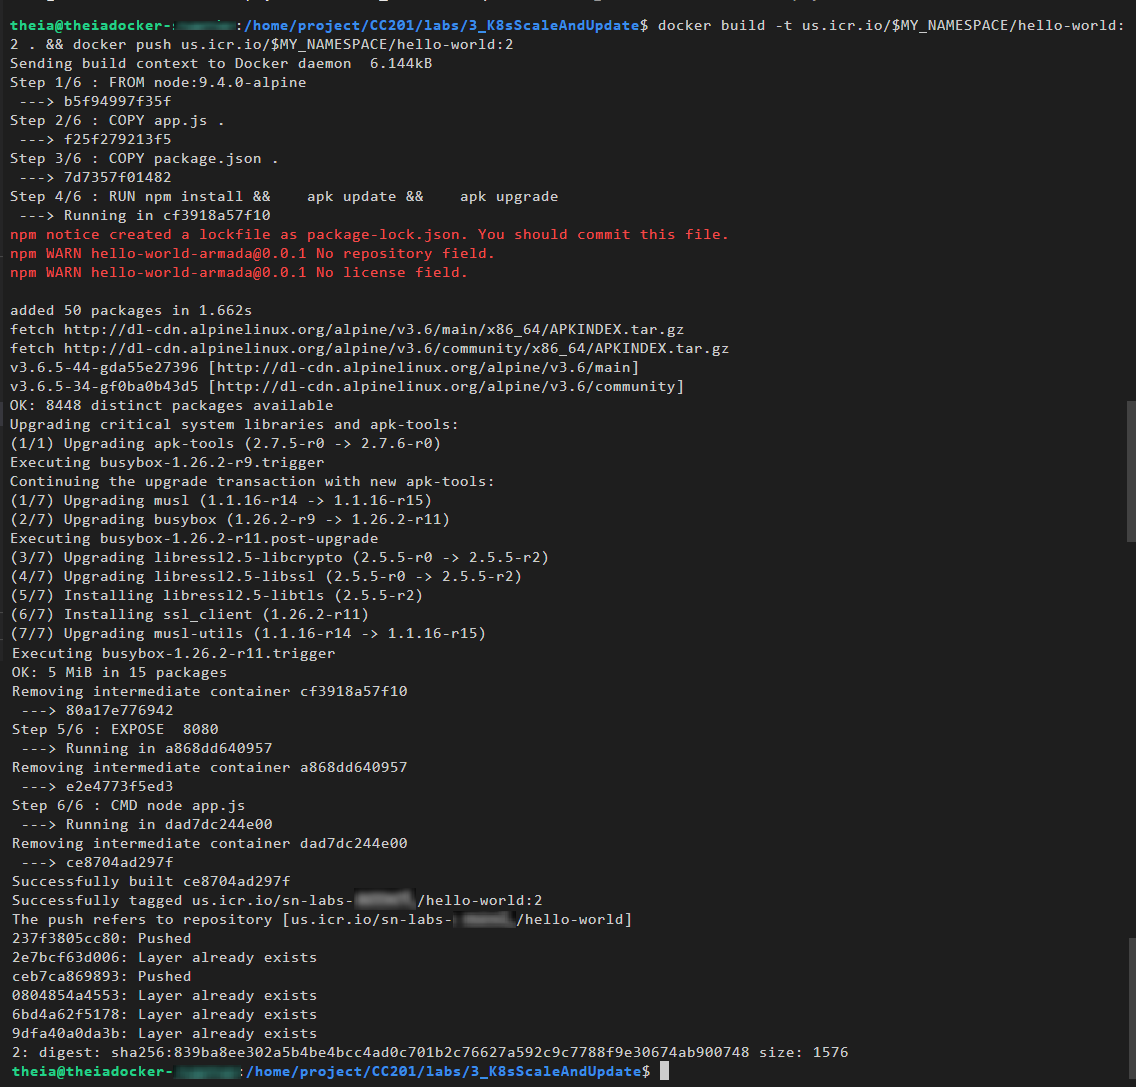 theia@theiadocker-:/home/project/CC201/labs/3_K8sScaleAndUpdate$ docker build -t us.icr.io/$MY_NAMESPACE/hello-world:
2 . && docker push us.icr.io/$MY_NAMESPACE/hello-world:2
Sending build context to Docker daemon  6.144kB
Step 1/6 : FROM node:9.4.0-alpine
 ---> b5f94997f35f
Step 2/6 : COPY app.js .
 ---> f25f279213f5
Step 3/6 : COPY package.json .
 ---> 7d7357f01482
Step 4/6 : RUN npm install &&    apk update &&    apk upgrade
 ---> Running in cf3918a57f10
npm notice created a lockfile as package-lock.json. You should commit this file.
npm WARN hello-world-armada@0.0.1 No repository field.
npm WARN hello-world-armada@0.0.1 No license field.
added 50 packages in 1.662s
fetch http://dl-cdn.alpinelinux.org/alpine/v3.6/main/x86_64/APKINDEX.tar.gz
fetch http://dl-cdn.alpinelinux.org/alpine/v3.6/community/x86_64/APKINDEX.tar.gz
v3.6.5-44-gda55e27396 [http://dl-cdn.alpinelinux.org/alpine/v3.6/main]
v3.6.5-34-gf0ba0b43d5 [http://dl-cdn.alpinelinux.org/alpine/v3.6/community]
OK: 8448 distinct packages available
Upgrading critical system libraries and apk-tools:
(1/1) Upgrading apk-tools (2.7.5-r0 -> 2.7.6-r0)
Executing busybox-1.26.2-r9.trigger
Continuing the upgrade transaction with new apk-tools:
(1/7) Upgrading musl (1.1.16-r14 -> 1.1.16-r15)
(2/7) Upgrading busybox (1.26.2-r9 -> 1.26.2-r11)
Executing busybox-1.26.2-r11.post-upgrade
(3/7) Upgrading libressl2.5-libcrypto (2.5.5-r0 -> 2.5.5-r2)
(4/7) Upgrading libressl2.5-libssl (2.5.5-r0 -> 2.5.5-r2)
(5/7) Installing libressl2.5-libtls (2.5.5-r2)
(6/7) Installing ssl_client (1.26.2-r11)
(7/7) Upgrading musl-utils (1.1.16-r14 -> 1.1.16-r15)
Executing busybox-1.26.2-r11.trigger
OK: 5 MiB in 15 packages
Removing intermediate container cf3918a57f10
 ---> 80a17e776942
Step 5/6 : EXPOSE  8080
 ---> Running in a868dd640957
Removing intermediate container a868dd640957
 ---> e2e4773f5ed3
Step 6/6 : CMD node app.js
 ---> Running in dad7dc244e00
Removing intermediate container dad7dc244e00
 ---> ce8704ad297f
Successfully built ce8704ad297f
Successfully tagged us.icr.io/sn-labs-/hello-world:2
The push refers to repository [us.icr.io/sn-labs-/hello-world]
237f3805cc80: Pushed
2e7bcf63d006: Layer already exists
ceb7ca869893: Pushed
0804854a4553: Layer already exists
6bd4a62f5178: Layer already exists
9dfa40a0da3b: Layer already exists
2: digest: sha256:839ba8ee302a5b4be4bcc4ad0c701b2c76627a592c9c7788f9e30674ab900748 size: 1576
theia@theiadocker-:/home/project/CC201/labs/3_K8sScaleAndUpdate$